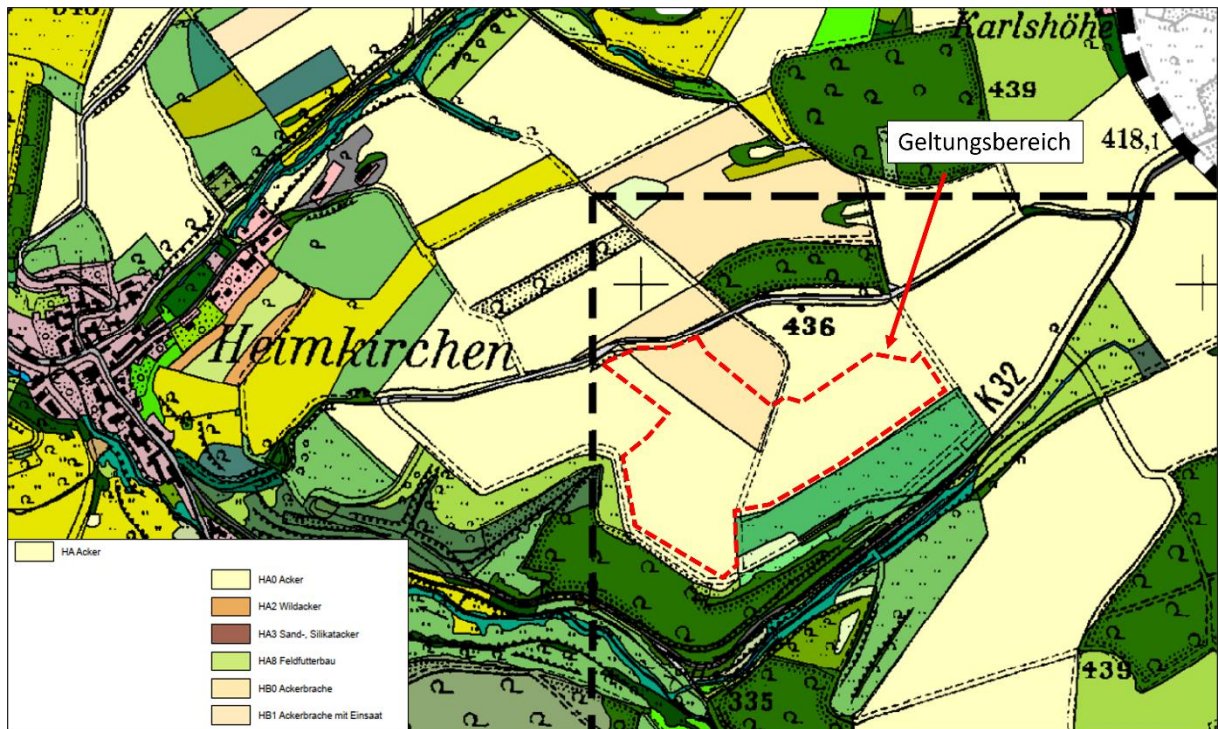 Karlshöhe
439
418,1
Geltungsbereich
Heimkirchen
436
K32
HA Acker
HA0 Acker
HA2 Wildacker
HA3 Sand-, Silikatacker
HA8 Feldfutterbau
HB0 Ackerbrache
HB1 Ackerbrache mit Einsaat
439
335